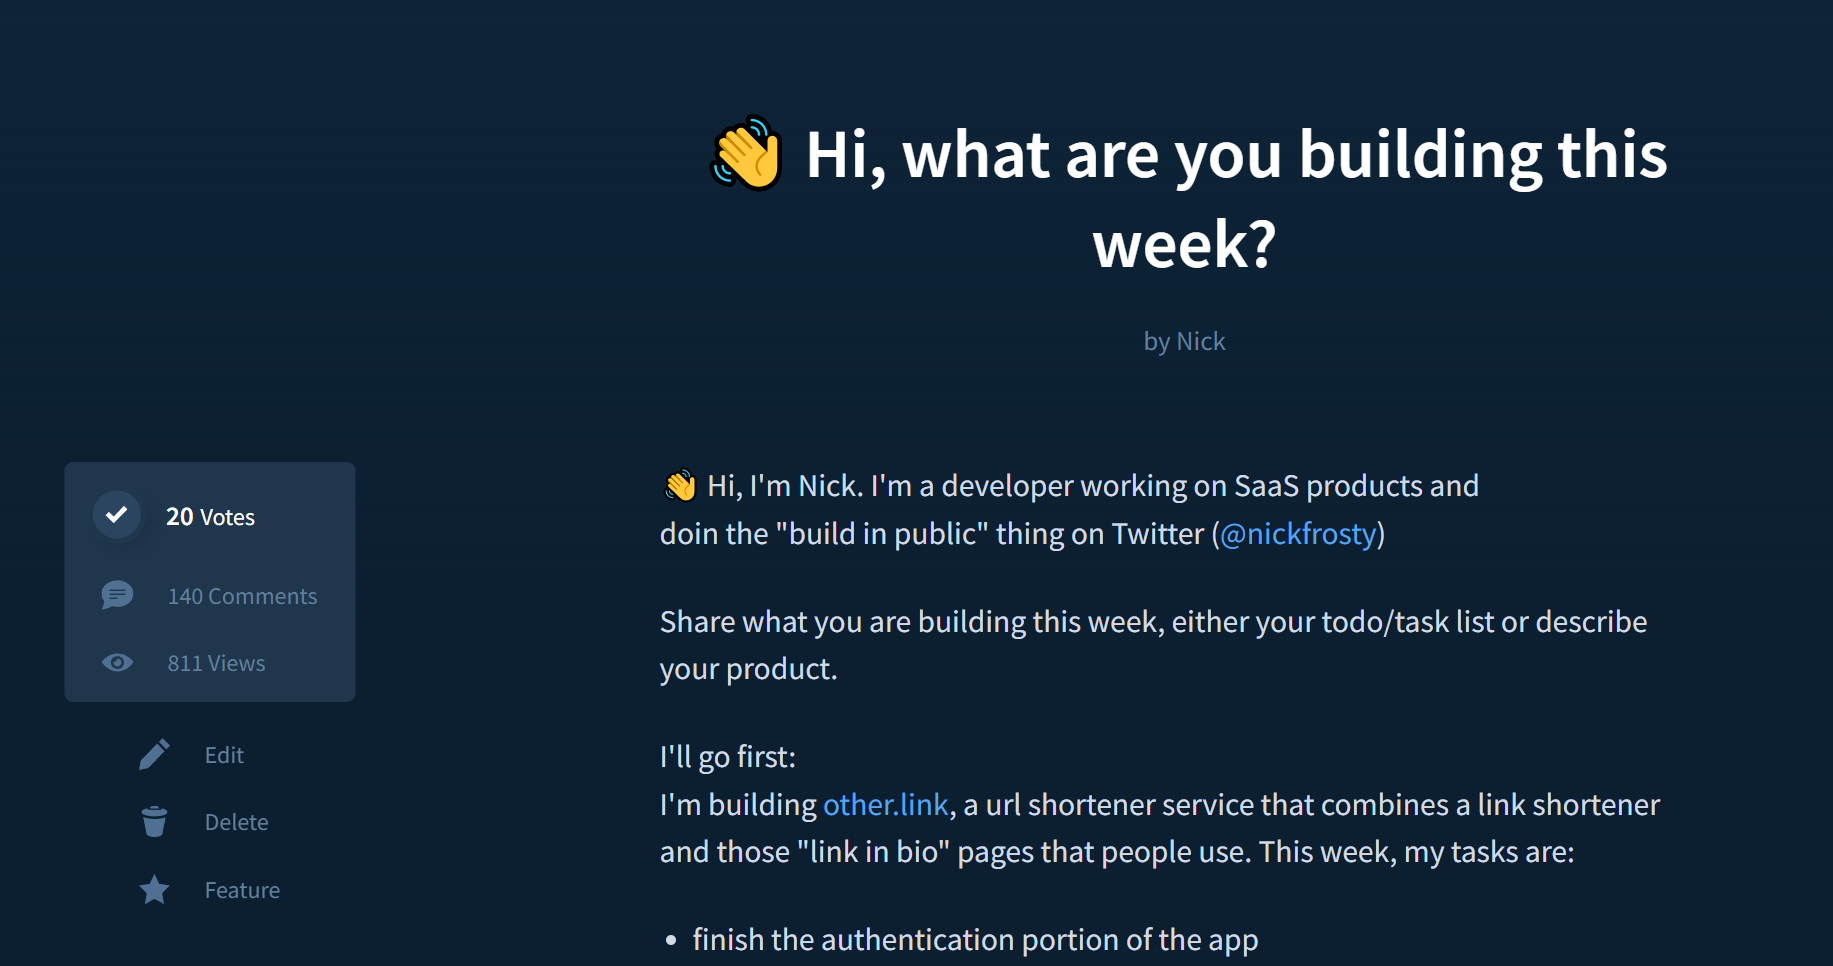 👋 Hi, what are you building this
week?
by Nick
20 Votes
140 Comments
811 Views
Edit
Delete
Feature
👋 Hi, I'm Nick. I'm a developer working on SaaS products and
doin the "build in public" thing on Twitter (@nickfrosty)
Share what you are building this week, either your todo/task list or describe
your product.
I'll go first:
I'm building other.link, a url shortener service that combines a link shortener
and those "link in bio" pages that people use. This week, my tasks are:
• finish the authentication portion of the app